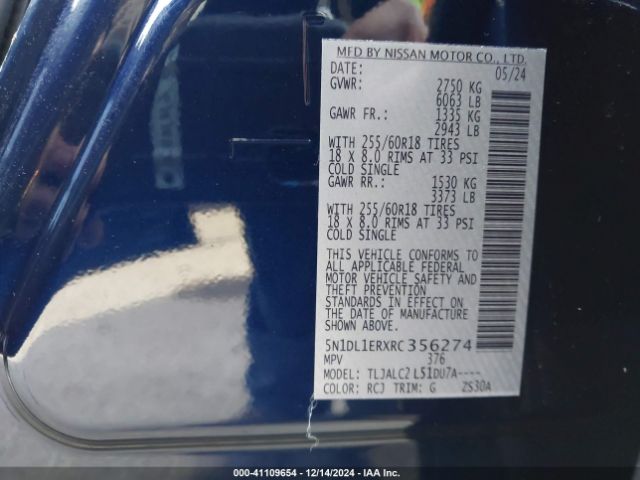 MFD BY NISSAN MOTOR CO., LTD.
DATE: 05/24
GVWR: 2750 KG
6063 LB
GAWR FR.: 1335 KG
2943 LB
WITH 255/60R18 TIRES
18 X 8.0 RIMS AT 33 PSI
COLD SINGLE
GAWR RR.: 1530 KG
3373 LB
WITH 255/60R18 TIRES
18 X 8.0 RIMS AT 33 PSI
COLD SINGLE
THIS VEHICLE CONFORMS TO
ALL APPLICABLE FEDERAL
MOTOR VEHICLE SAFETY AND
THEFT PREVENTION
STANDARDS IN EFFECT ON
THE DATE OF MANUFACTURE
SHOWN ABOVE.
5N1DL1ERXRC356274
MPV 376
MODEL: TLJALC2 L51DU7A----
COLOR: RCJ TRIM: G ZS30A
000-41109654 - 12/14/2024 - IAA Inc.